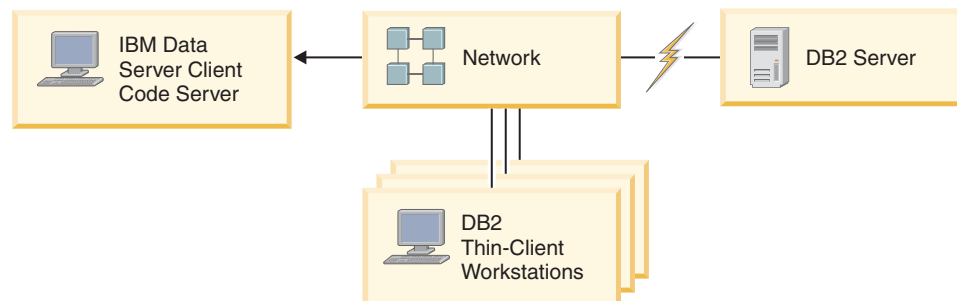 IBM Data
Server Client
Code Server
Network
DB2 Server
DB2
Thin-Client
Workstations